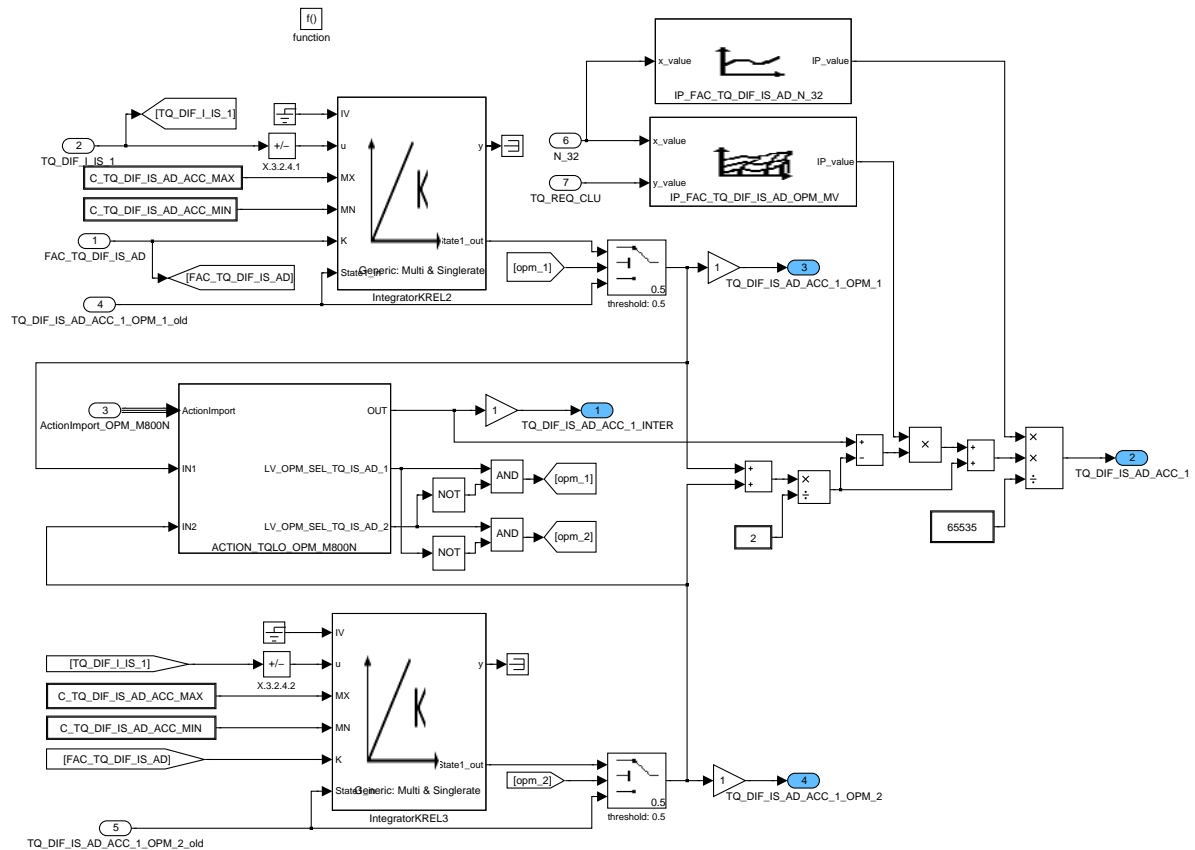 f()
function
x_value
IP_value
IP_FAC_TQ_DIF_IS_AD_N_32
[TQ_DIF_I_IS_1]
2
TQ_DIF_I_IS_1
+/−
X.3.2.4.1
C_TQ_DIF_IS_AD_ACC_MAX
C_TQ_DIF_IS_AD_ACC_MIN
1
FAC_TQ_DIF_IS_AD
[FAC_TQ_DIF_IS_AD]
4
TQ_DIF_IS_AD_ACC_1_OPM_1_old
IV
u
MX
MN
K
State1_in
y
K
State1_out
Generic: Multi & Singlerate
IntegratorKREL2
6
N_32
7
TQ_REQ_CLU
x_value
y_value
IP_value
IP_FAC_TQ_DIF_IS_AD_OPM_MV
[opm_1]
0.5
threshold: 0.5
1
3
TQ_DIF_IS_AD_ACC_1_OPM_1
3
ActionImport_OPM_M800N
ActionImport
IN1
IN2
OUT
LV_OPM_SEL_TQ_IS_AD_1
LV_OPM_SEL_TQ_IS_AD_2
ACTION_TQLO_OPM_M800N
1
1
TQ_DIF_IS_AD_ACC_1_INTER
NOT
AND
[opm_1]
NOT
AND
[opm_2]
+
+
×
÷
2
+
−
×
+
+
65535
×
×
÷
2
TQ_DIF_IS_AD_ACC_1
[TQ_DIF_I_IS_1]
+/−
X.3.2.4.2
C_TQ_DIF_IS_AD_ACC_MAX
C_TQ_DIF_IS_AD_ACC_MIN
[FAC_TQ_DIF_IS_AD]
5
TQ_DIF_IS_AD_ACC_1_OPM_2_old
IV
u
MX
MN
K
State1_in
y
K
State1_out
Generic: Multi & Singlerate
IntegratorKREL3
[opm_2]
0.5
threshold: 0.5
1
4
TQ_DIF_IS_AD_ACC_1_OPM_2